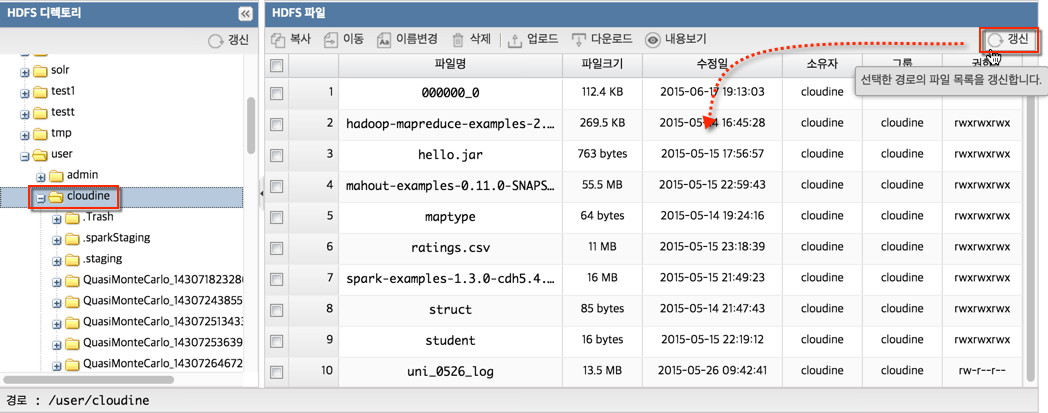 HDFS 디렉토리
갱신
solr
test1
testt
tmp
user
admin
cloudine
.Trash
.sparkStaging
.staging
QuasiMonteCarlo_143071823286
QuasiMonteCarlo_14307243855
QuasiMonteCarlo_14307251343
QuasiMonteCarlo_14307253639
QuasiMonteCarlo_14307264672
HDFS 파일
복사 이동 이름변경 삭제 업로드 다운로드 내용보기 갱신
파일명 파일크기 수정일 소유자 그룹
선택한 경로의 파일 목록을 갱신합니다.
1 000000_0 112.4 KB 2015-06-17 19:13:03 cloudine
2 hadoop-mapreduce-examples-2.... 269.5 KB 16:45:28 cloudine cloudine rwxrwxrwx
3 hello.jar 763 bytes 2015-05-15 17:56:57 cloudine cloudine rwxrwxrwx
4 mahout-examples-0.11.0-SNAPS... 55.5 MB 2015-05-15 22:59:43 cloudine cloudine rwxrwxrwx
5 maptype 64 bytes 2015-05-14 19:24:16 cloudine cloudine rwxrwxrwx
6 ratings.csv 11 MB 2015-05-15 23:18:39 cloudine cloudine rwxrwxrwx
7 spark-examples-1.3.0-cdh5.4.... 16 MB 2015-05-15 21:49:23 cloudine cloudine rwxrwxrwx
8 struct 85 bytes 2015-05-14 21:47:43 cloudine cloudine rwxrwxrwx
9 student 16 bytes 2015-05-15 22:19:12 cloudine cloudine rwxrwxrwx
10 uni_0526_log 13.5 MB 2015-05-26 09:42:41 cloudine cloudine rw-r--r--
경로 : /user/cloudine